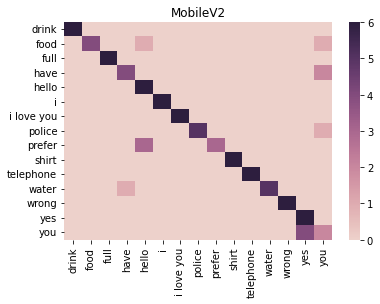 MobileV2
drink
food
full
have
hello
i
i love you
police
prefer
shirt
telephone
water
wrong
yes
you
drink
food
full
have
hello
i
i love you
police
prefer
shirt
telephone
water
wrong
yes
you
6
5
4
3
2
1
0